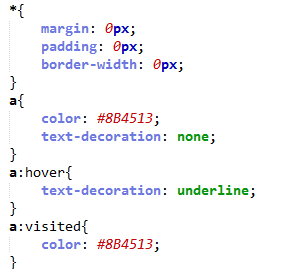 *{
margin: 0px;
padding: 0px;
border-width: 0px;
}
a{
color: #8B4513;
text-decoration: none;
}
a:hover{
text-decoration: underline;
}
a:visited{
color: #8B4513;
}